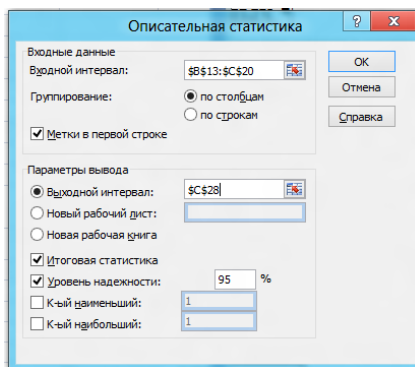 Описательная статистика
Входные данные
Входной интервал: $B$13:$C$20
Группирование: по столбцам
по строкам
Метки в первой строке
Параметры вывода
Выходной интервал: $C$28
Новый рабочий лист:
Новая рабочая книга
Итоговая статистика
Уровень надежности: 95 %
К-ый наименьший: 1
К-ый наибольший: 1
ОК
Отмена
Справка